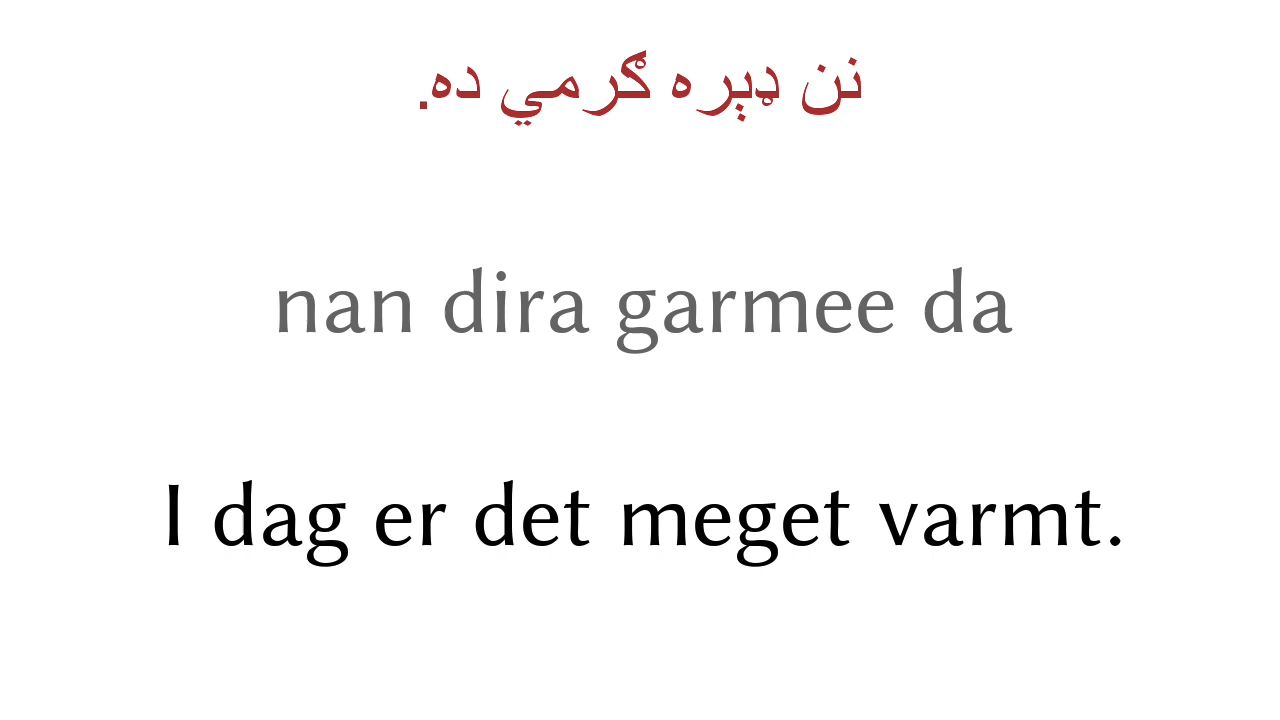 نن ډېره ګرمي ده.
nan dira garmee da
I dag er det meget varmt.